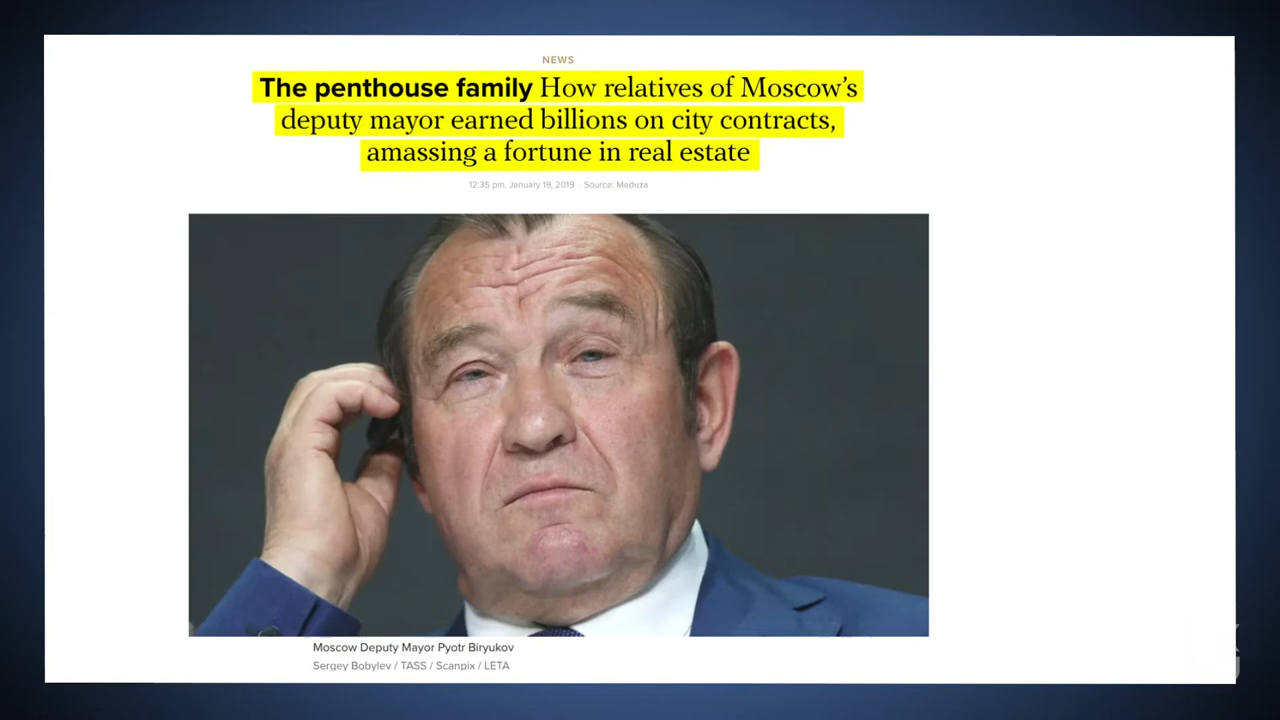 NEWS
The penthouse family How relatives of Moscow’s
deputy mayor earned billions on city contracts,
amassing a fortune in real estate
12:35 pm, January 19, 2019 · Source: Meduza
Moscow Deputy Mayor Pyotr Biryukov
Sergey Bobylev / TASS / Scanpix / LETA